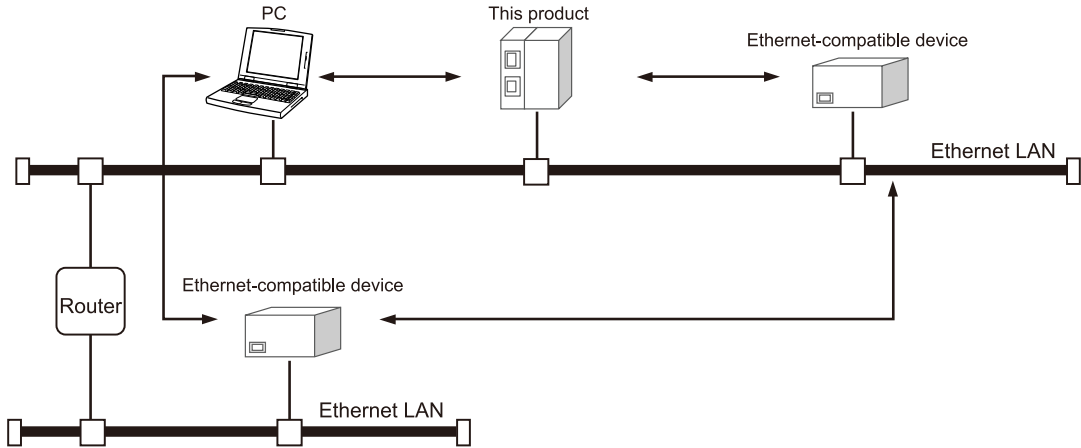 PC
This product
Ethernet-compatible device
Ethernet LAN
Router
Ethernet-compatible device
Ethernet LAN